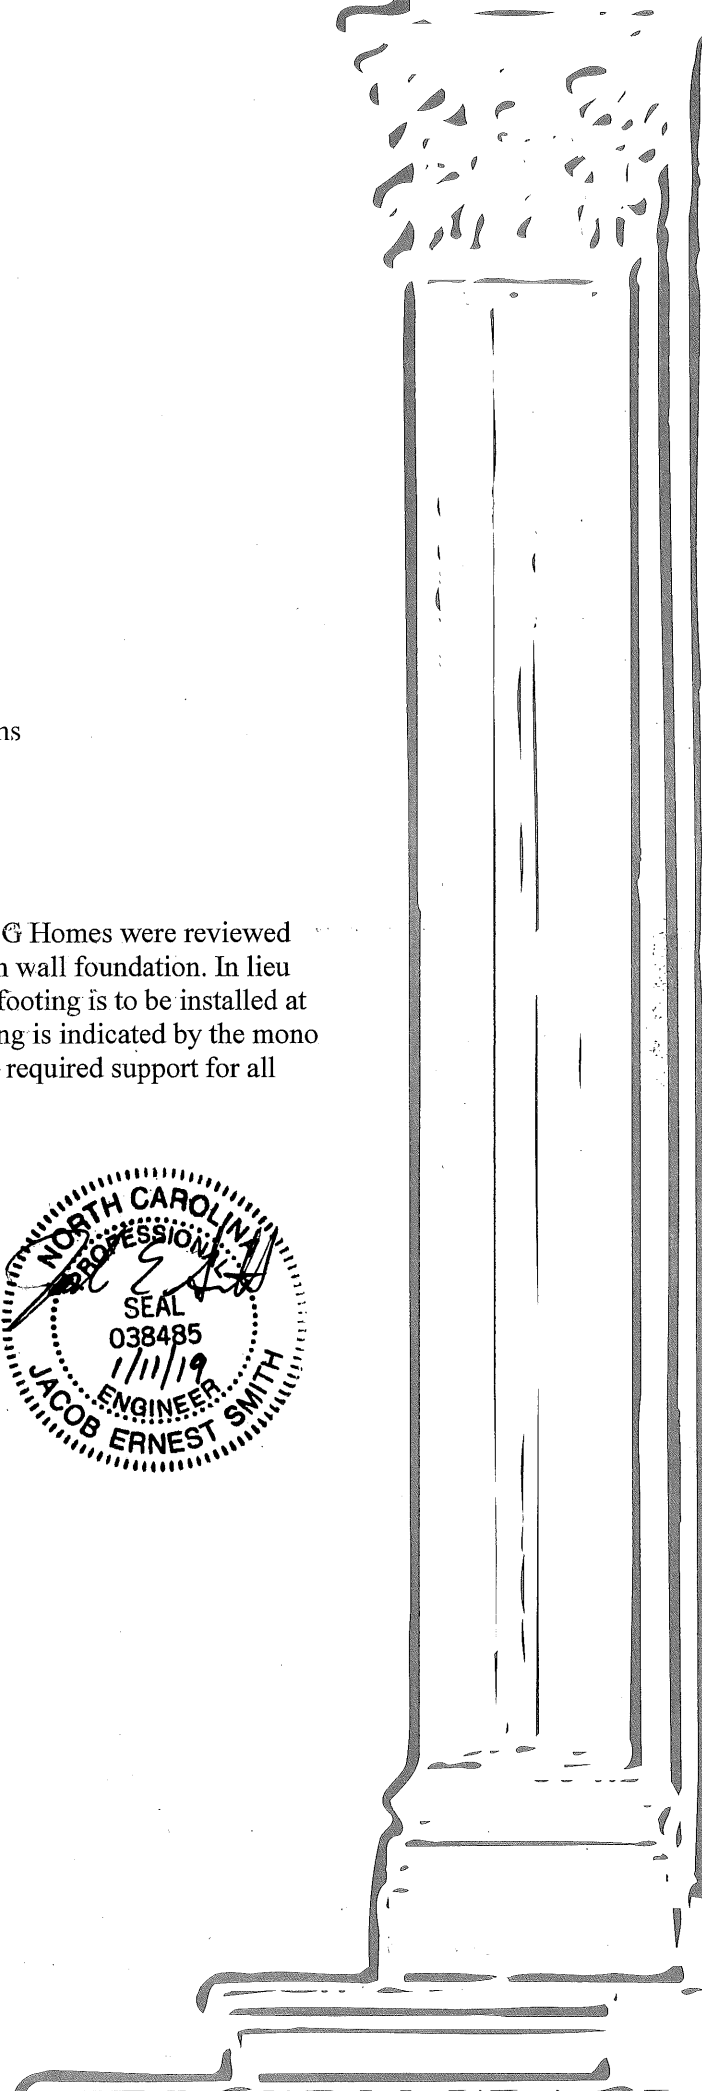 ns
G Homes were reviewed
n wall foundation. In lieu
footing is to be installed at
ng is indicated by the mono
required support for all
NORTH CAROLINA
PROFESSIONAL
SEAL
038485
1/11/19
ENGINEER
JACOB ERNEST SMITH